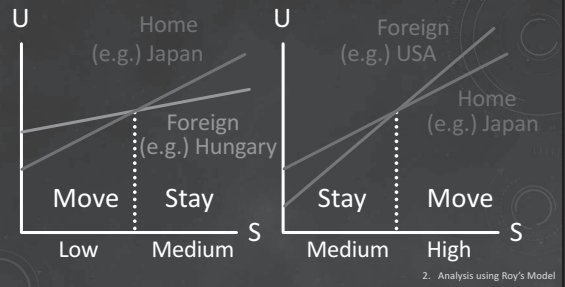 U
Home
(e.g.) Japan
Foreign
(e.g.) Hungary
Move
Stay
S
Low
Medium
U
Foreign
(e.g.) USA
Home
(e.g.) Japan
Stay
Move
S
Medium
High
2. Analysis using Roy's Model